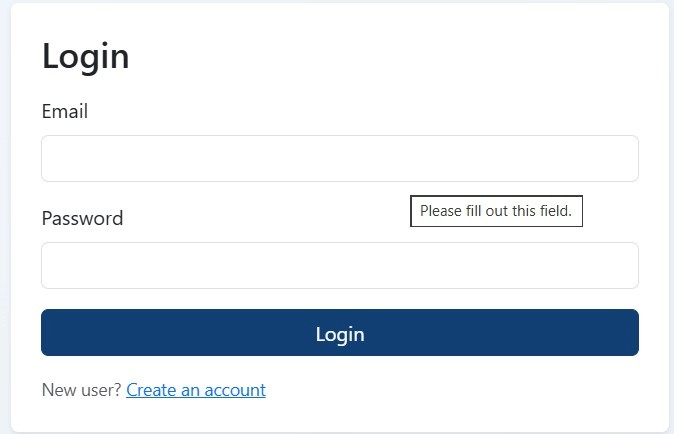 Login
Email
Password
Please fill out this field.
Login
New user? Create an account